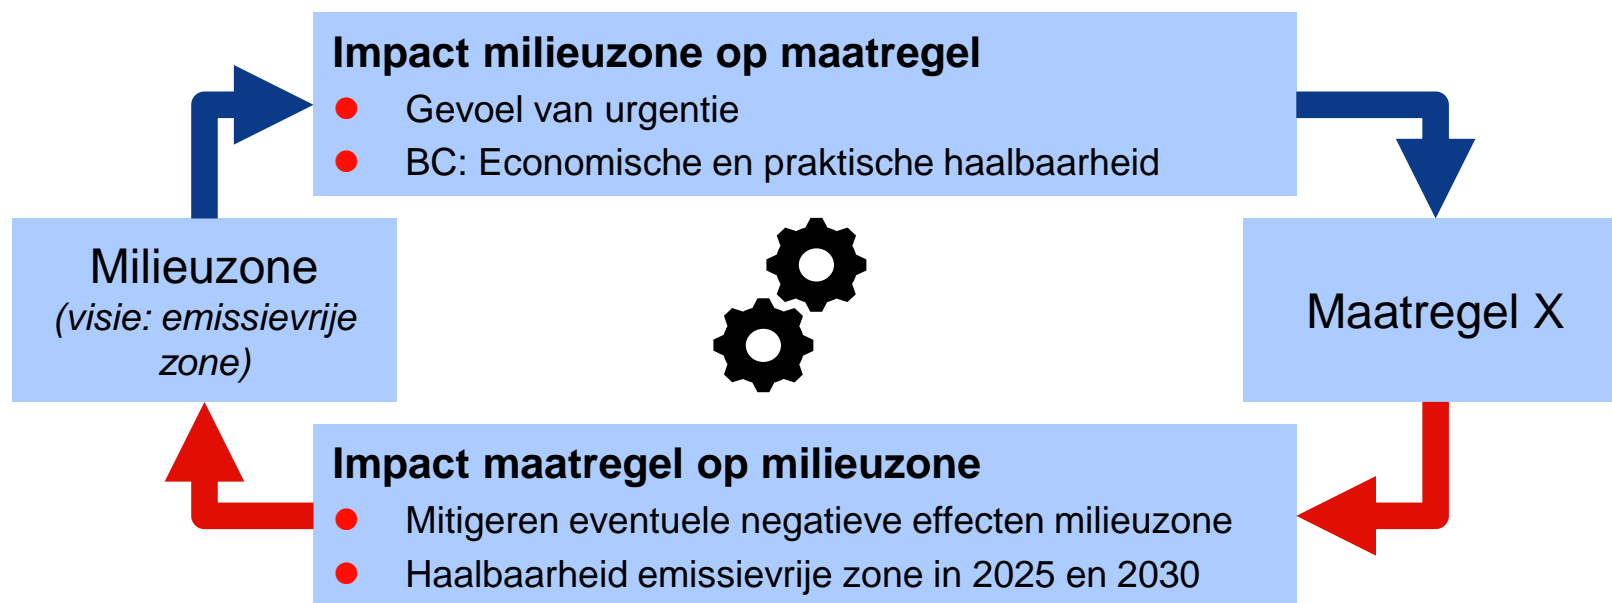 Impact milieuzone op maatregel
● Gevoel van urgentie
● BC: Economische en praktische haalbaarheid
Milieuzone
(visie: emissievrije
zone)
Maatregel X
Impact maatregel op milieuzone
● Mitigeren eventuele negatieve effecten milieuzone
● Haalbaarheid emissievrije zone in 2025 en 2030